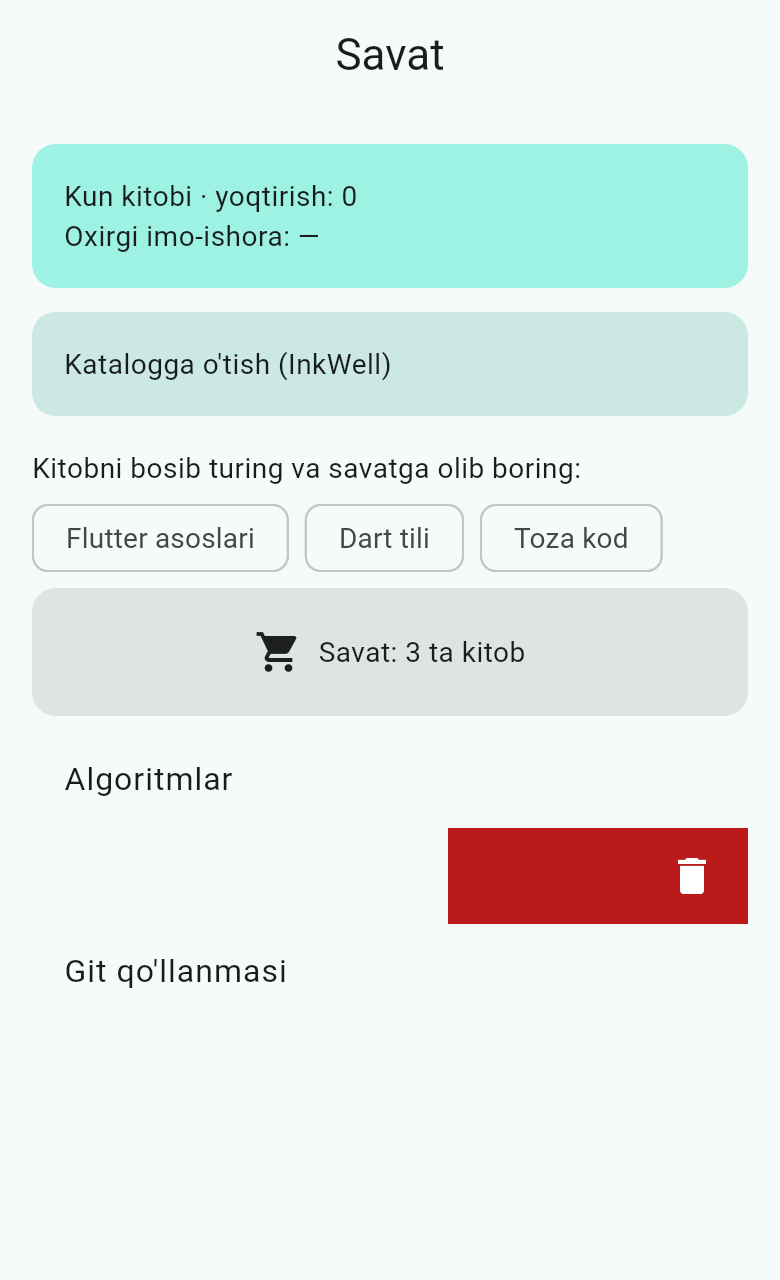 Savat
Kun kitobi · yoqtirish: 0
Oxirgi imo-ishora: —
Katalogga o'tish (InkWell)
Kitobni bosib turing va savatga olib boring:
Flutter asoslari
Dart tili
Toza kod
Savat: 3 ta kitob
Algoritmlar
Git qo'llanmasi